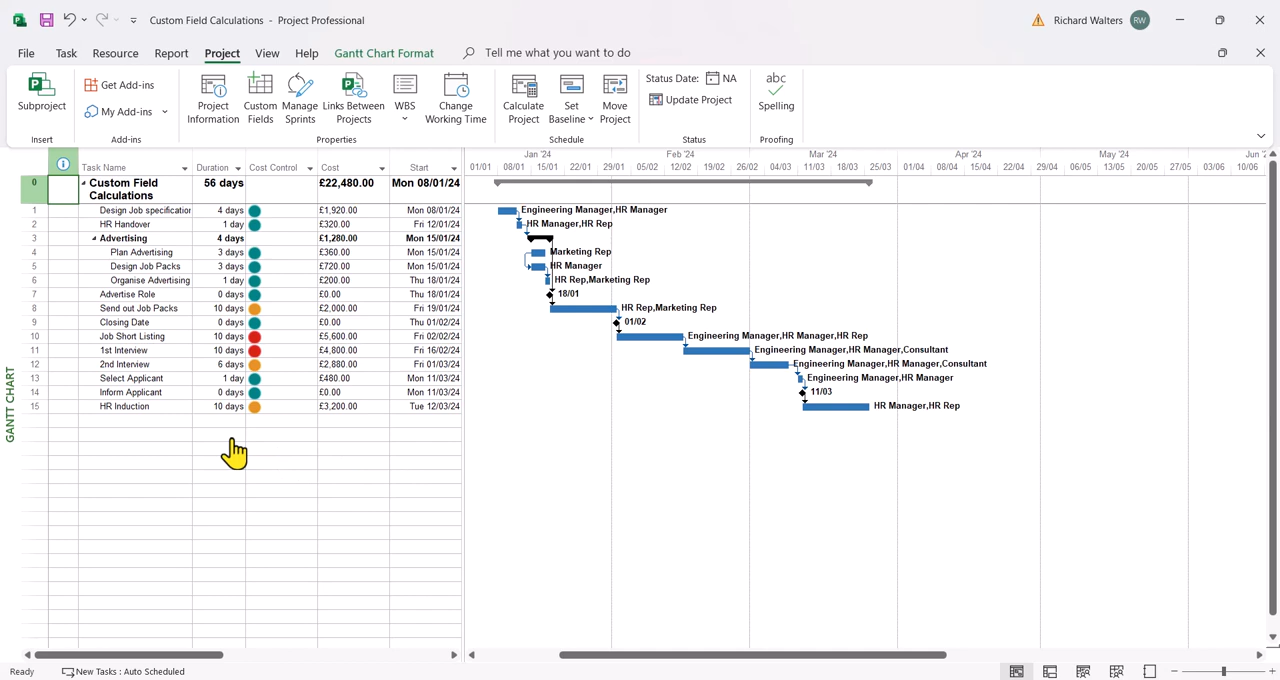 Custom Field Calculations - Project Professional
Richard Walters RW
File Task Resource Report Project View Help Gantt Chart Format Tell me what you want to do
Subproject
Insert
Get Add-ins
My Add-ins
Add-ins
Project Information
Custom Fields
Manage Sprints
Links Between Projects
WBS
Change Working Time
Properties
Calculate Project
Set Baseline
Move Project
Schedule
Status Date: NA
Update Project
Status
abc
Spelling
Proofing
Jan '24 Feb '24 Mar '24 Apr '24 May '24
Task Name Duration Cost Control Cost Start
01/01 08/01 15/01 22/01 29/01 05/02 12/02 19/02 26/02 04/03 11/03 18/03 25/03 01/04 08/04 15/04 22/04 29/04 06/05 13/05 20/05 27/05 03/06 10/06
0 Custom Field Calculations 56 days £22,480.00 Mon 08/01/24
1 Design Job specification 4 days £1,920.00 Mon 08/01/24 Engineering Manager,HR Manager
2 HR Handover 1 day £320.00 Fri 12/01/24 HR Manager,HR Rep
3 Advertising 4 days £1,280.00 Mon 15/01/24
4 Plan Advertising 3 days £360.00 Mon 15/01/24 Marketing Rep
5 Design Job Packs 3 days £720.00 Mon 15/01/24 HR Manager
6 Organise Advertising 1 day £200.00 Thu 18/01/24 HR Rep,Marketing Rep
7 Advertise Role 0 days £0.00 Thu 18/01/24 18/01
8 Send out Job Packs 10 days £2,000.00 Fri 19/01/24 HR Rep,Marketing Rep
9 Closing Date 0 days £0.00 Thu 01/02/24 01/02
10 Job Short Listing 10 days £5,600.00 Fri 02/02/24 Engineering Manager,HR Manager,HR Rep
11 1st Interview 10 days £4,800.00 Fri 16/02/24 Engineering Manager,HR Manager,Consultant
12 2nd Interview 6 days £2,880.00 Fri 01/03/24 Engineering Manager,HR Manager,Consultant
13 Select Applicant 1 day £480.00 Mon 11/03/24 Engineering Manager,HR Manager
14 Inform Applicant 0 days £0.00 Mon 11/03/24 11/03
15 HR Induction 10 days £3,200.00 Tue 12/03/24 HR Manager,HR Rep
GANTT CHART
Ready New Tasks : Auto Scheduled